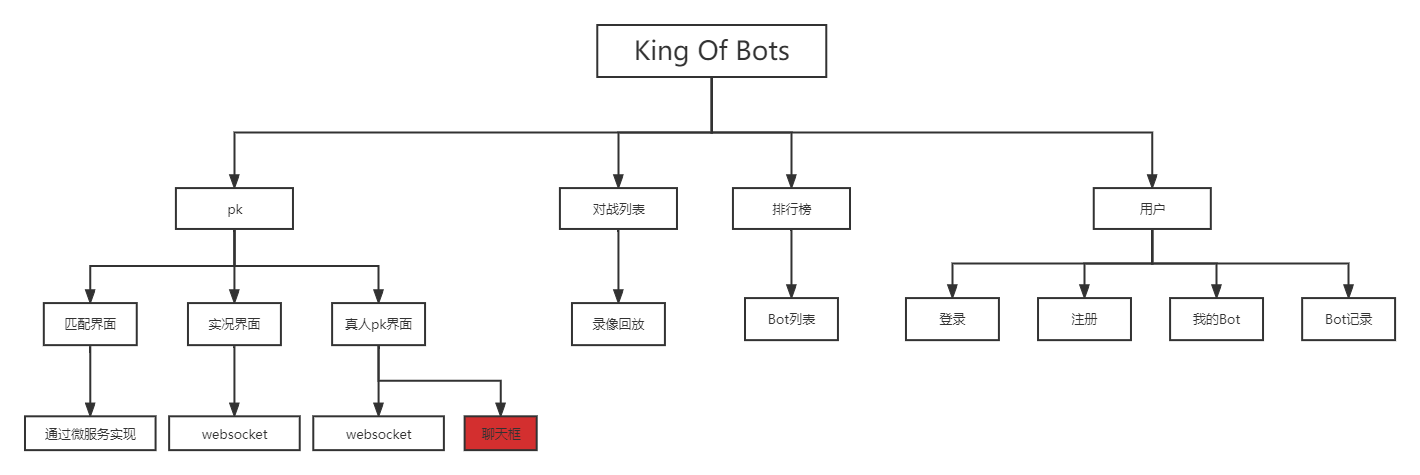 King Of Bots
pk
对战列表
排行榜
用户
匹配界面
实况界面
真人pk界面
录像回放
Bot列表
登录
注册
我的Bot
Bot记录
通过微服务实现
websocket
websocket
聊天框